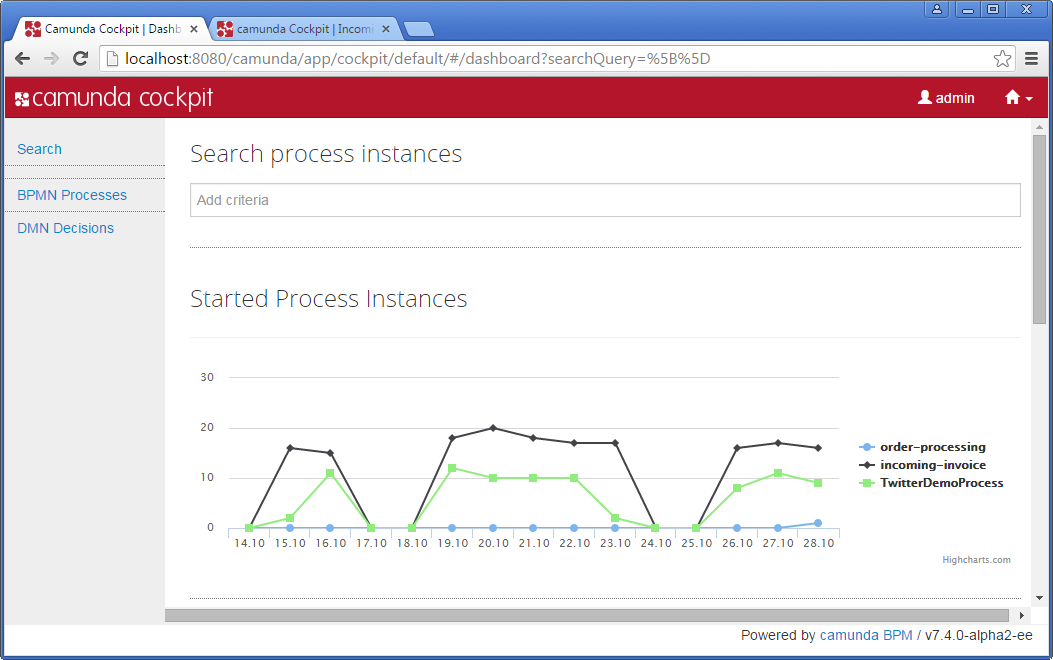 Camunda Cockpit | Dashb
camunda Cockpit | Incomi
localhost:8080/camunda/app/cockpit/default/#/dashboard?searchQuery=%5B%5D
camunda cockpit
admin
Search
BPMN Processes
DMN Decisions
Search process instances
Add criteria
Started Process Instances
30
20
10
0
14.10 15.10 16.10 17.10 18.10 19.10 20.10 21.10 22.10 23.10 24.10 25.10 26.10 27.10 28.10
order-processing
incoming-invoice
TwitterDemoProcess
Highcharts.com
Powered by camunda BPM / v7.4.0-alpha2-ee